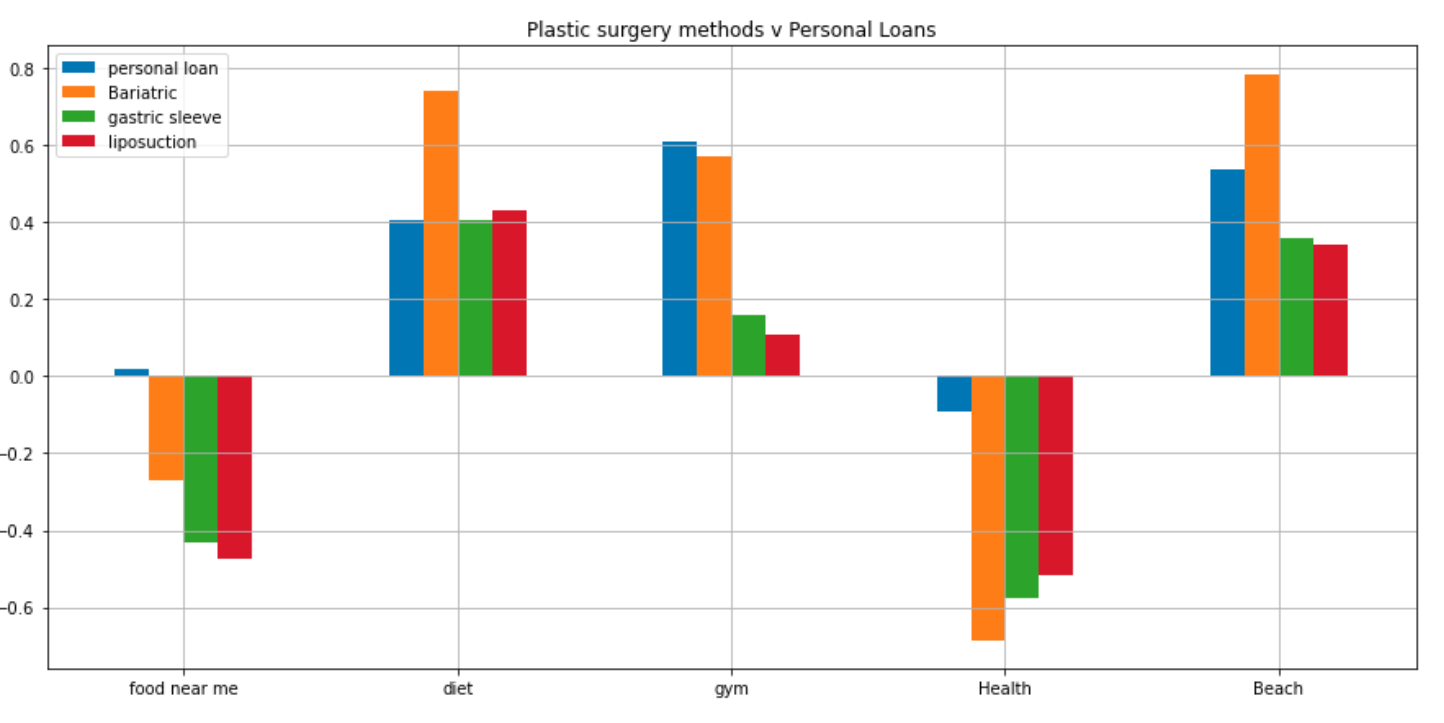 Plastic surgery methods v Personal Loans
personal loan
Bariatric
gastric sleeve
liposuction
0.8
0.6
0.4
0.2
0.0
−0.2
−0.4
−0.6
food near me diet gym Health Beach